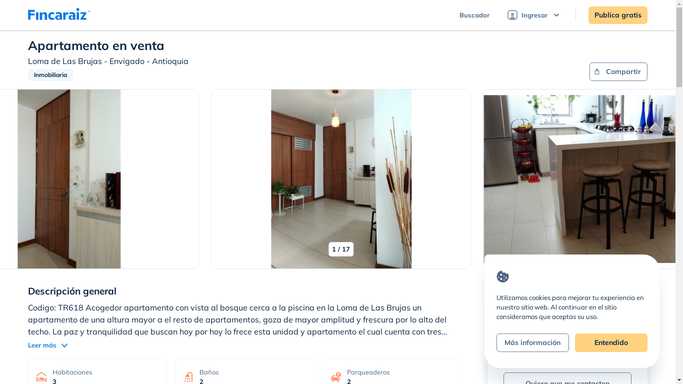 Fincaraiz
Buscador
Ingresar
Publica gratis
Apartamento en venta
Loma de Las Brujas - Envigado - Antioquia
Inmobiliaria
Compartir
1 / 17
Descripción general
Codigo: TR618 Acogedor apartamento con vista al bosque cerca a la piscina en la Loma de Las Brujas un
apartamento de una altura mayor a el resto de apartamentos, goza de mayor amplitud y frescura por lo alto del
techo. La paz y tranquilidad que buscan hoy por hoy lo frece esta unidad y apartamento el cual cuenta con tres...
Leer más
Habitaciones
3
Baños
2
Parqueaderos
2
Utilizamos cookies para mejorar tu experiencia en
nuestro sitio web. Al continuar en el sitio
consideramos que aceptas su uso.
Más información
Entendido
Quiero que me contacten